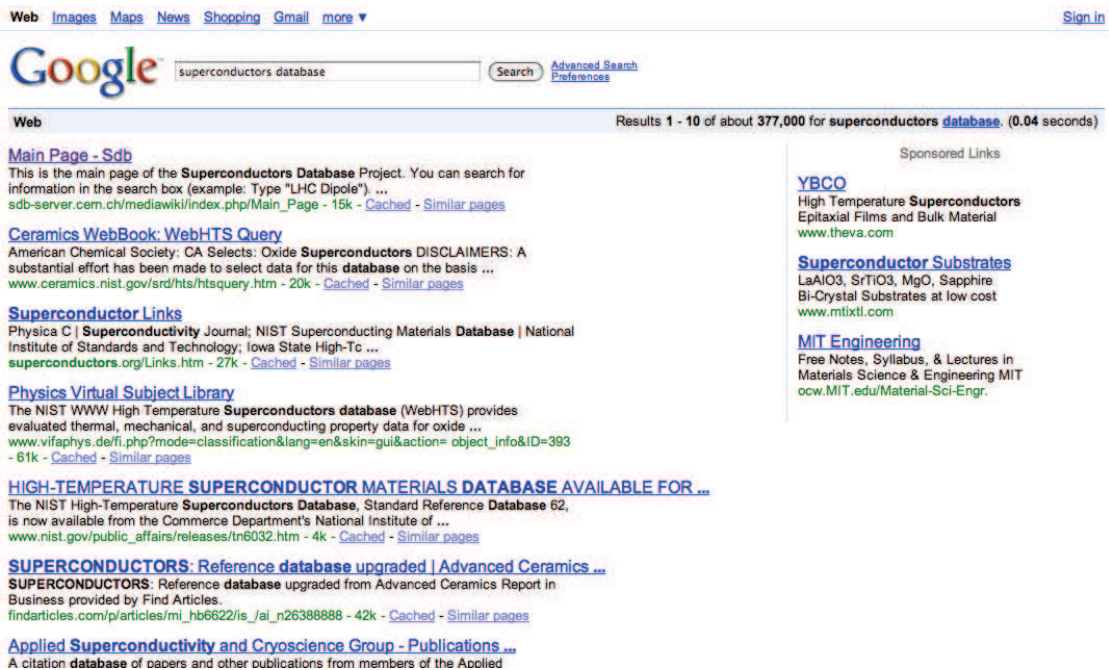 Web Images Maps News Shopping Gmail more ▼
Sign in
Google™
superconductors database
Search
Advanced Search
Preferences
Web
Results 1 - 10 of about 377,000 for superconductors database. (0.04 seconds)
Main Page - Sdb
This is the main page of the Superconductors Database Project. You can search for
information in the search box (example: Type "LHC Dipole"). ...
sdb-server.cern.ch/mediawiki/index.php/Main_Page - 15k - Cached - Similar pages
Ceramics WebBook: WebHTS Query
American Chemical Society: CA Selects: Oxide Superconductors DISCLAIMERS: A
substantial effort has been made to select data for this database on the basis ...
www.ceramics.nist.gov/srd/hts/htsquery.htm - 20k - Cached - Similar pages
Superconductor Links
Physica C | Superconductivity Journal; NIST Superconducting Materials Database | National
Institute of Standards and Technology; Iowa State High-Tc ...
superconductors.org/Links.htm - 27k - Cached - Similar pages
Physics Virtual Subject Library
The NIST WWW High Temperature Superconductors database (WebHTS) provides
evaluated thermal, mechanical, and superconducting property data for oxide ...
www.vifaphys.de/fi.php?mode=classification&lang=en&skin=gui&action= object_info&ID=393
- 61k - Cached - Similar pages
HIGH-TEMPERATURE SUPERCONDUCTOR MATERIALS DATABASE AVAILABLE FOR ...
The NIST High-Temperature Superconductors Database, Standard Reference Database 62,
is now available from the Commerce Department's National Institute of ...
www.nist.gov/public_affairs/releases/tn6032.htm - 4k - Cached - Similar pages
SUPERCONDUCTORS: Reference database upgraded | Advanced Ceramics ...
SUPERCONDUCTORS: Reference database upgraded from Advanced Ceramics Report in
Business provided by Find Articles.
findarticles.com/p/articles/mi_hb6622/is_/ai_n26388888 - 42k - Cached - Similar pages
Applied Superconductivity and Cryoscience Group - Publications ...
A citation database of papers and other publications from members of the Applied
Sponsored Links
YBCO
High Temperature Superconductors
Epitaxial Films and Bulk Material
www.theva.com
Superconductor Substrates
LaAlO3, SrTiO3, MgO, Sapphire
Bi-Crystal Substrates at low cost
www.mtixtl.com
MIT Engineering
Free Notes, Syllabus, & Lectures in
Materials Science & Engineering MIT
ocw.MIT.edu/Material-Sci-Engr.